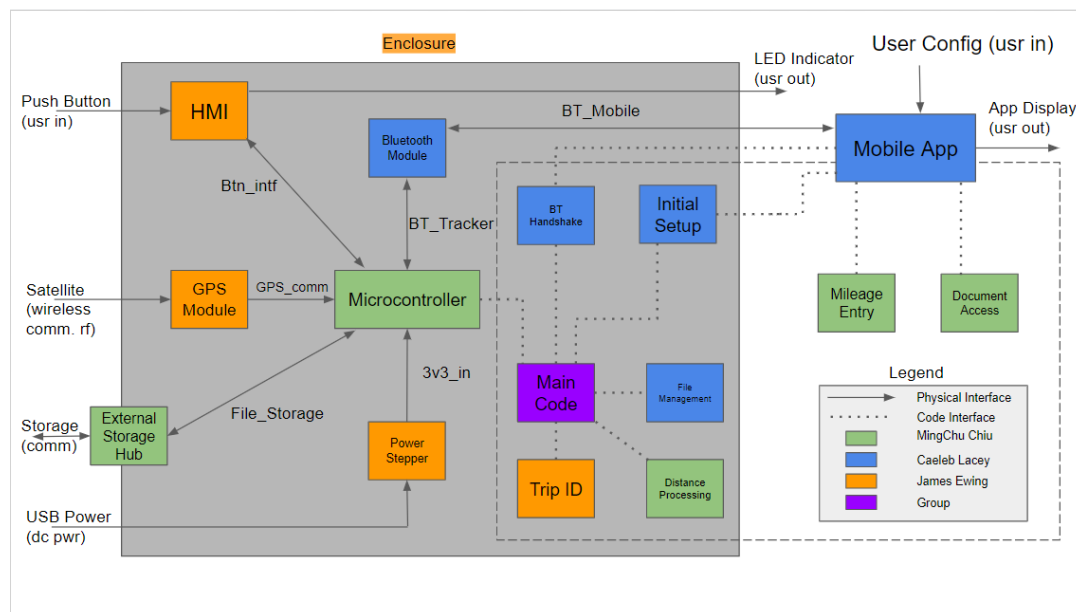 Enclosure
User Config (usr in)
LED Indicator
(usr out)
Push Button
(usr in)
HMI
BT_Mobile
App Display
(usr out)
Bluetooth
Module
Mobile App
Btn_intf
BT
Handshake
Initial
Setup
BT_Tracker
Satellite
(wireless
comm. rf)
GPS
Module
GPS_comm
Microcontroller
Mileage
Entry
Document
Access
3v3_in
Main
Code
File
Management
Legend
Physical Interface
Code Interface
MingChu Chiu
Caeleb Lacey
James Ewing
Group
Storage
(comm)
External
Storage
Hub
File_Storage
Power
Stepper
Trip ID
Distance
Processing
USB Power
(dc pwr)